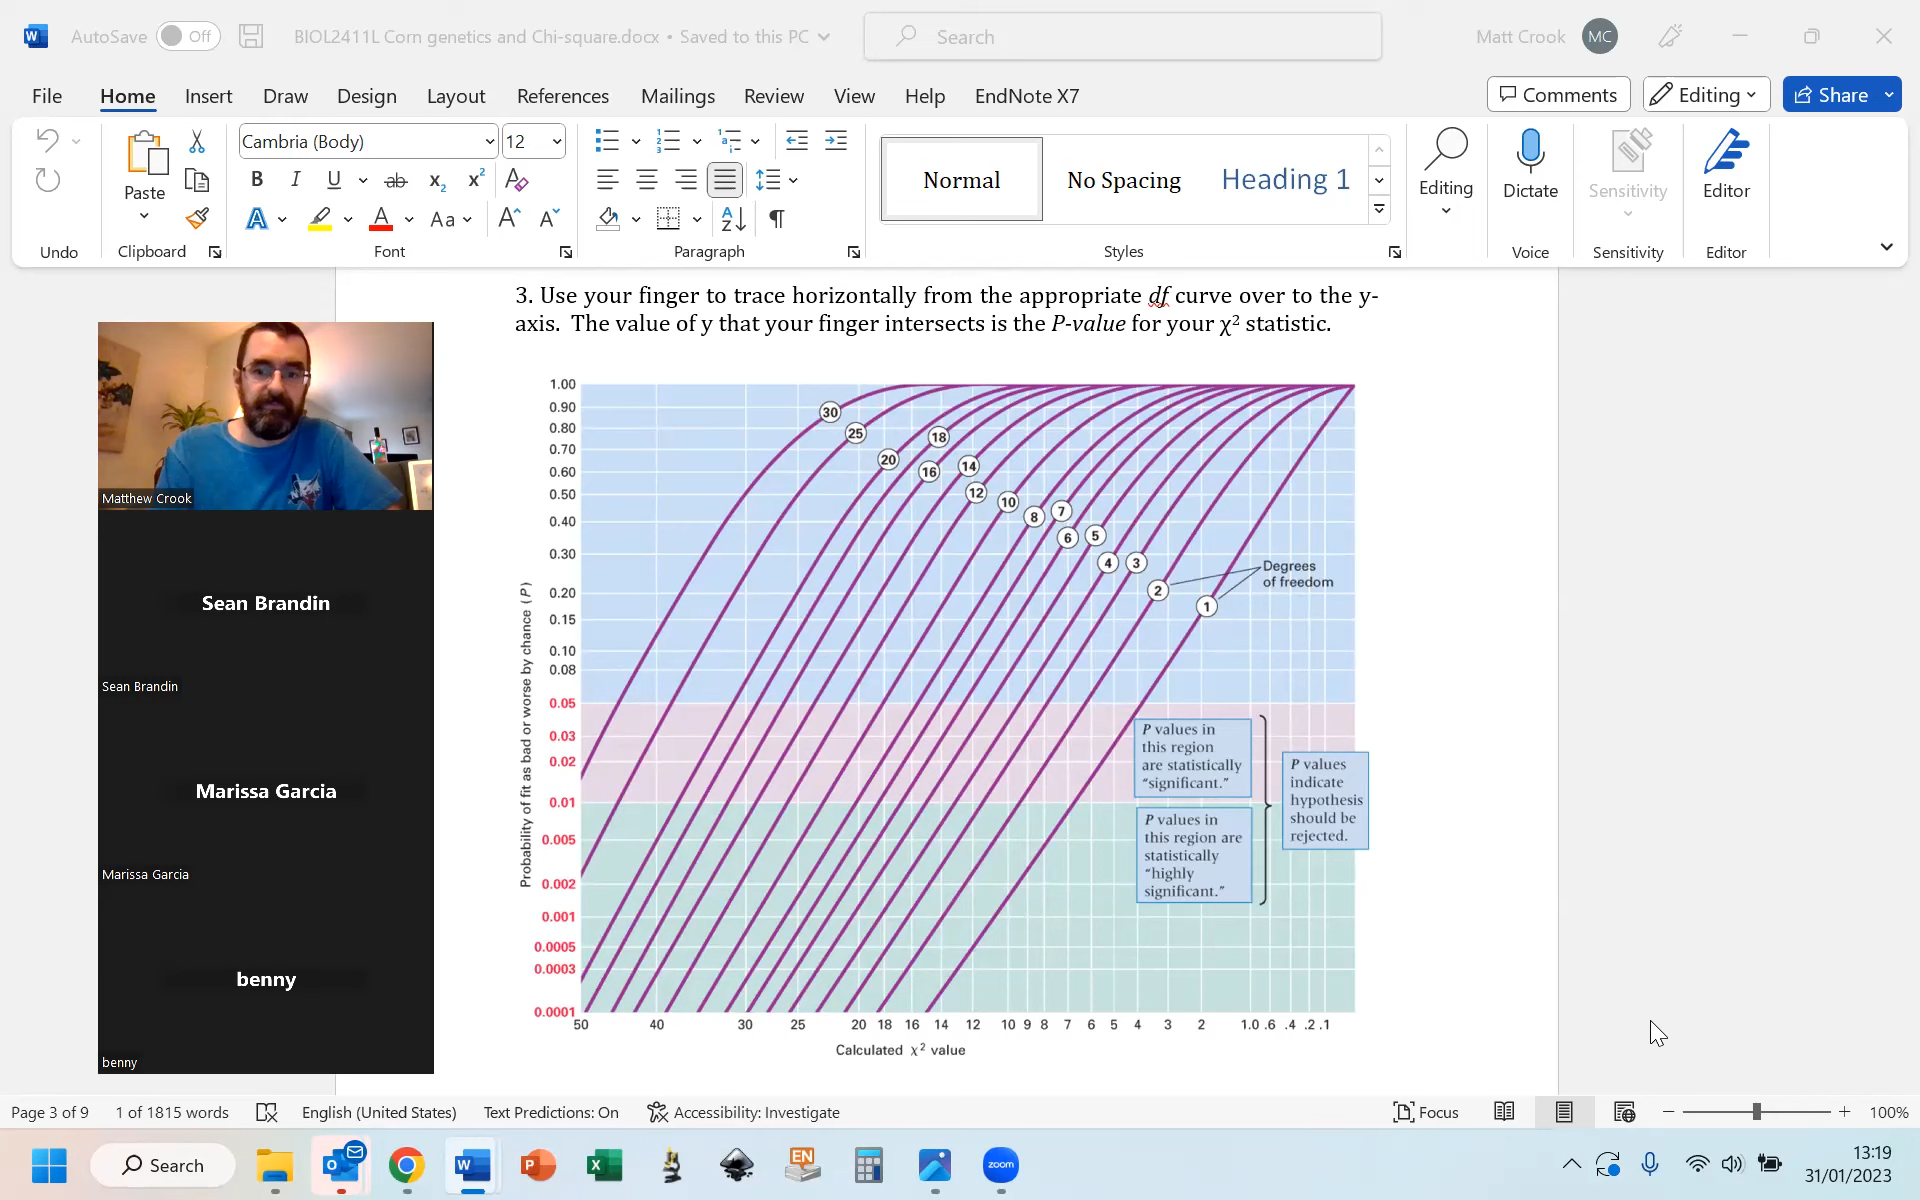 AutoSave Off BIOL2411L Corn genetics and Chi-square.docx • Saved to this PC Search Matt Crook MC
File Home Insert Draw Design Layout References Mailings Review View Help EndNote X7 Comments Editing Share
Cambria (Body) 12
Paste
B I U ab x₂ x²
A A Aa A A
Normal No Spacing Heading 1
Editing Dictate Sensitivity Editor
Undo Clipboard Font Paragraph Styles Voice Sensitivity Editor
3. Use your finger to trace horizontally from the appropriate df curve over to the y-
axis. The value of y that your finger intersects is the P-value for your χ² statistic.
Matthew Crook
Sean Brandin
Sean Brandin
Marissa Garcia
Marissa Garcia
benny
benny
Probability of fit as bad or worse by chance (P)
1.00
0.90
0.80
0.70
0.60
0.50
0.40
0.30
0.20
0.15
0.10
0.08
0.05
0.03
0.02
0.01
0.005
0.002
0.001
0.0005
0.0003
0.0001
30
25
20
18
16
14
12
10
8
7
6
5
4
3
2
1
Degrees
of freedom
P values in
this region
are statistically
"significant."
P values in
this region are
statistically
"highly
significant."
P values
indicate
hypothesis
should be
rejected.
50 40 30 25 20 18 16 14 12 10 9 8 7 6 5 4 3 2 1.0 .6 .4 .2 .1
Calculated χ² value
Page 3 of 9 1 of 1815 words English (United States) Text Predictions: On Accessibility: Investigate Focus 100%
Search
EN
zoom
13:19
31/01/2023